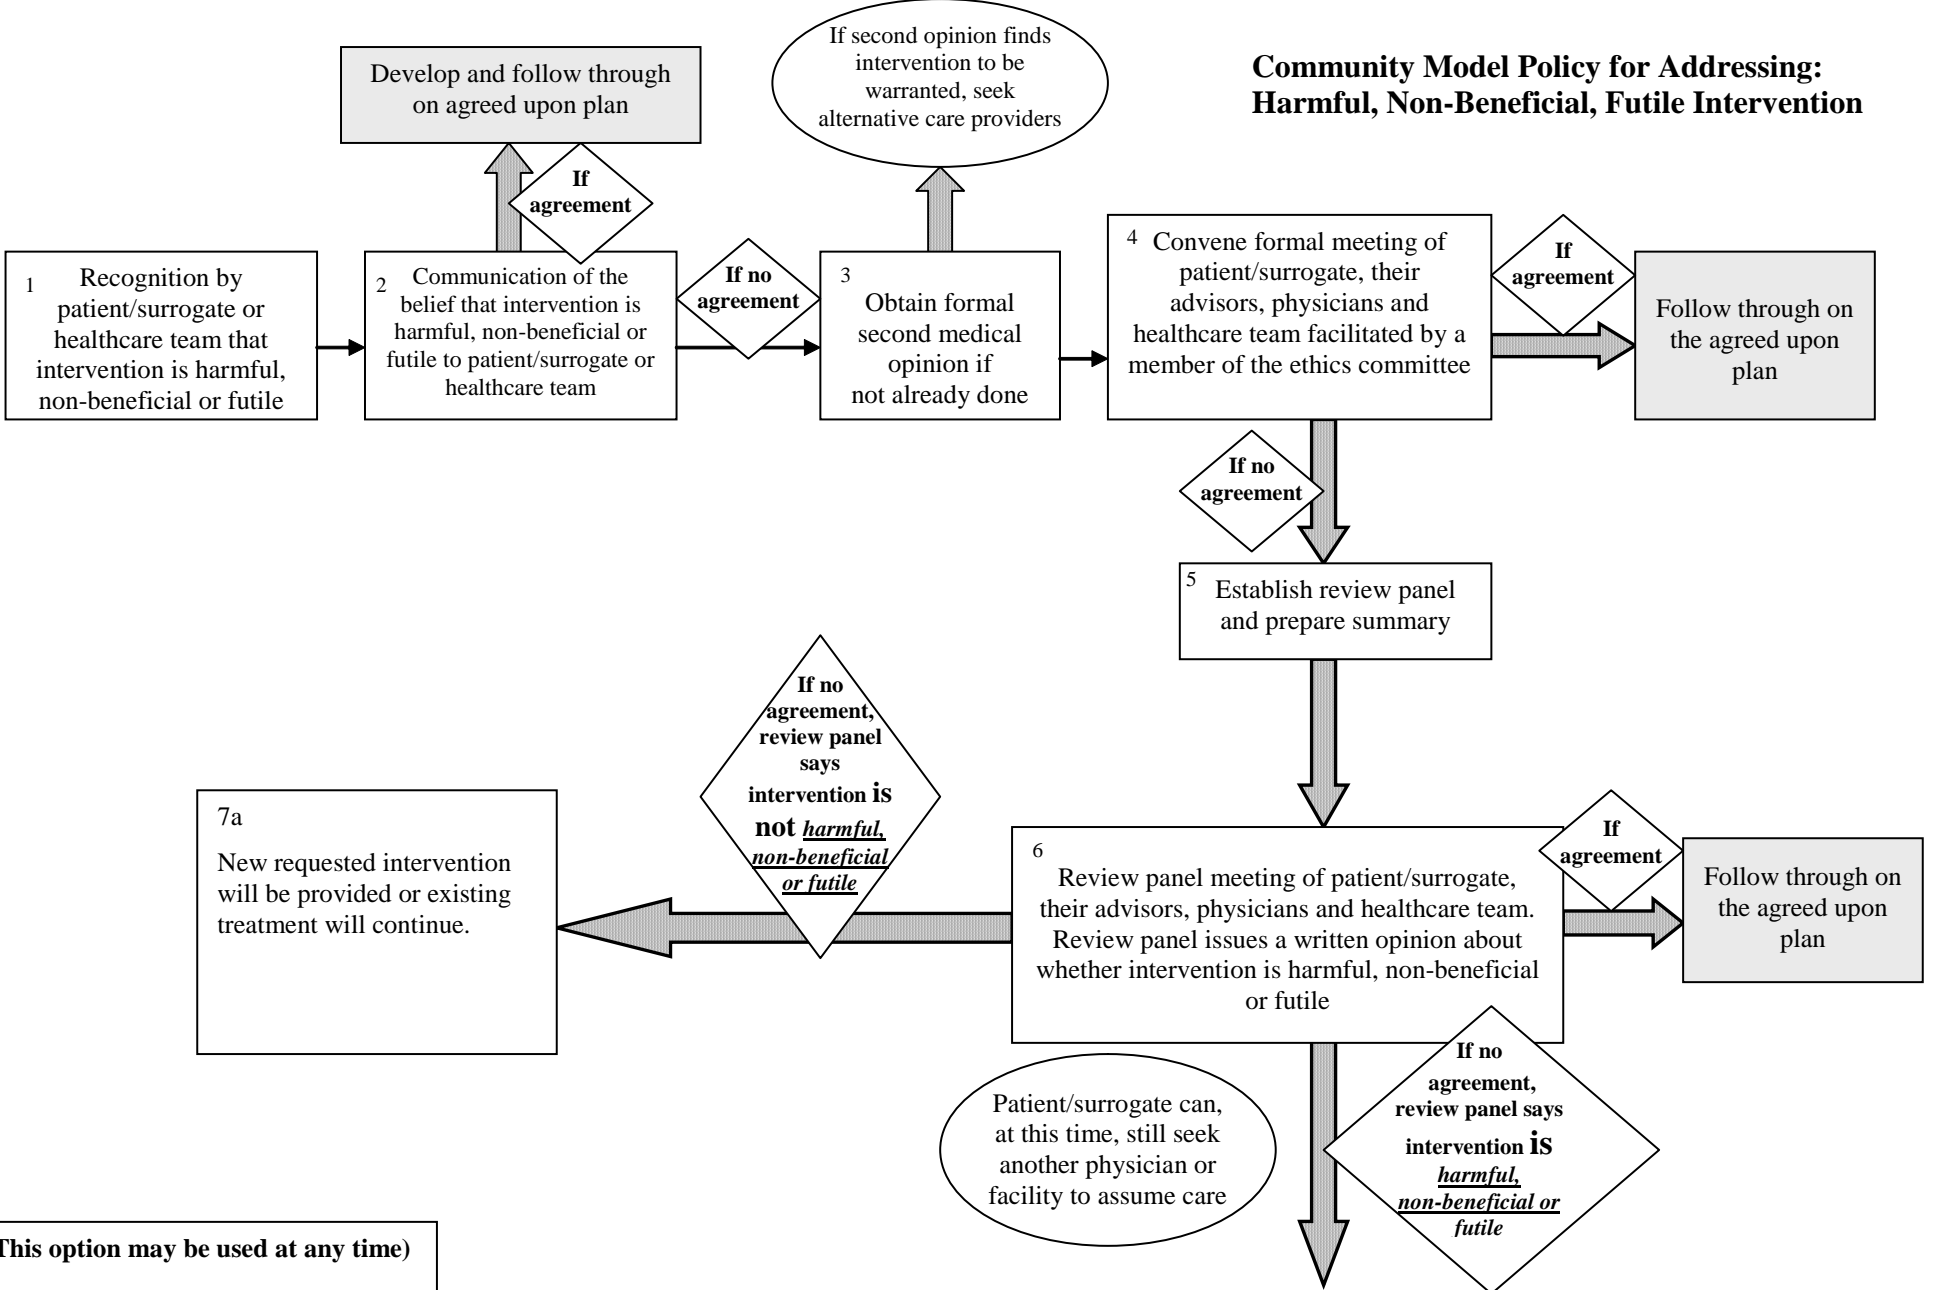 Community Model Policy for Addressing:
Harmful, Non-Beneficial, Futile Intervention
Develop and follow through
on agreed upon plan
If second opinion finds
intervention to be
warranted, seek
alternative care providers
If
agreement
1
Recognition by
patient/surrogate or
healthcare team that
intervention is harmful,
non-beneficial or futile
2
Communication of the
belief that intervention is
harmful, non-beneficial or
futile to patient/surrogate or
healthcare team
If no
agreement
3
Obtain formal
second medical
opinion if
not already done
4
Convene formal meeting of
patient/surrogate, their
advisors, physicians and
healthcare team facilitated by a
member of the ethics committee
If
agreement
Follow through on
the agreed upon
plan
If no
agreement
5
Establish review panel
and prepare summary
If no
agreement,
review panel
says
intervention is
not harmful,
non-beneficial
or futile
7a
New requested intervention
will be provided or existing
treatment will continue.
6
Review panel meeting of patient/surrogate,
their advisors, physicians and healthcare team.
Review panel issues a written opinion about
whether intervention is harmful, non-beneficial
or futile
If
agreement
Follow through on
the agreed upon
plan
Patient/surrogate can,
at this time, still seek
another physician or
facility to assume care
If no
agreement,
review panel says
intervention is
harmful,
non-beneficial or
futile
This option may be used at any time)